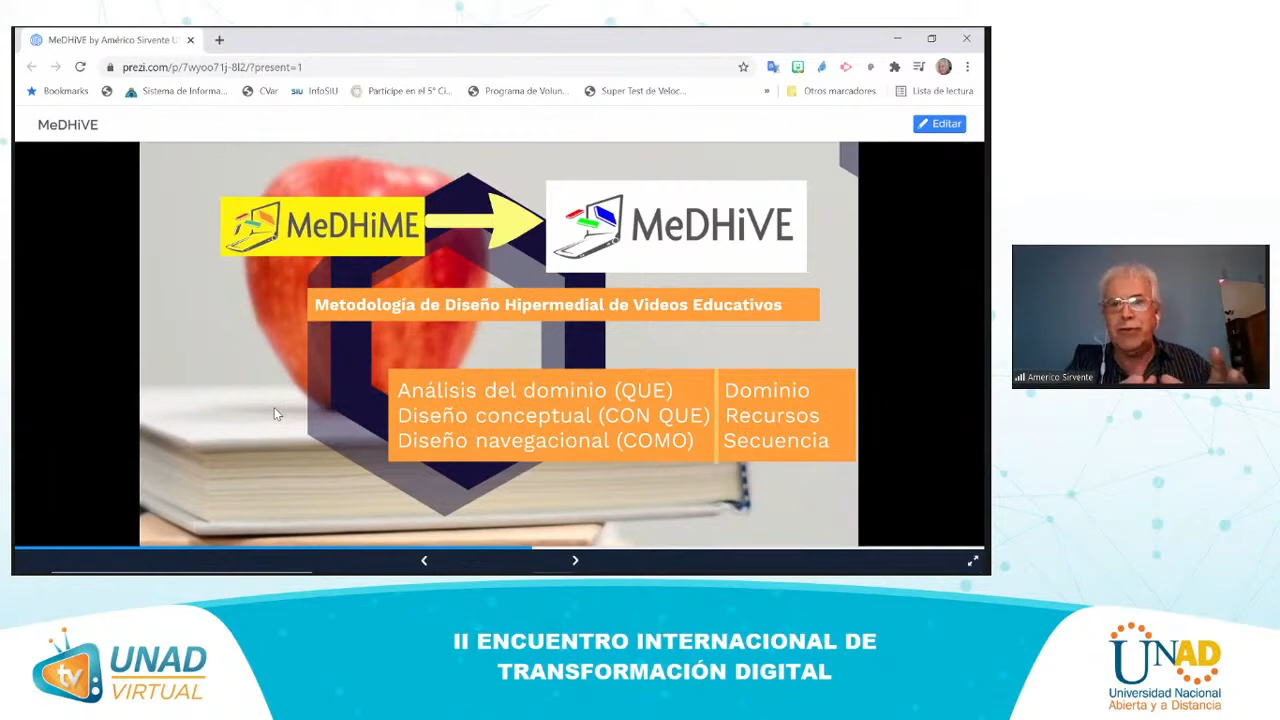 MeDHiVE by Américo Sirvente U
prezi.com/p/7wyoo71j-8l2/?present=1
Bookmarks
Sistema de Informa...
CVar
SIU InfoSIU
Participe en el 5° Ci...
Programa de Volun...
Super Test de Veloc...
»
Otros marcadores
Lista de lectura
MeDHiVE
Editar
MeDHiME
MeDHiVE
Metodología de Diseño Hipermedial de Videos Educativos
Análisis del dominio (QUE) Dominio
Diseño conceptual (CON QUE) Recursos
Diseño navegacional (COMO) Secuencia
Americo Sirvente
tv
UNAD
VIRTUAL
II ENCUENTRO INTERNACIONAL DE
TRANSFORMACIÓN DIGITAL
UNAD
Universidad Nacional
Abierta y a Distancia